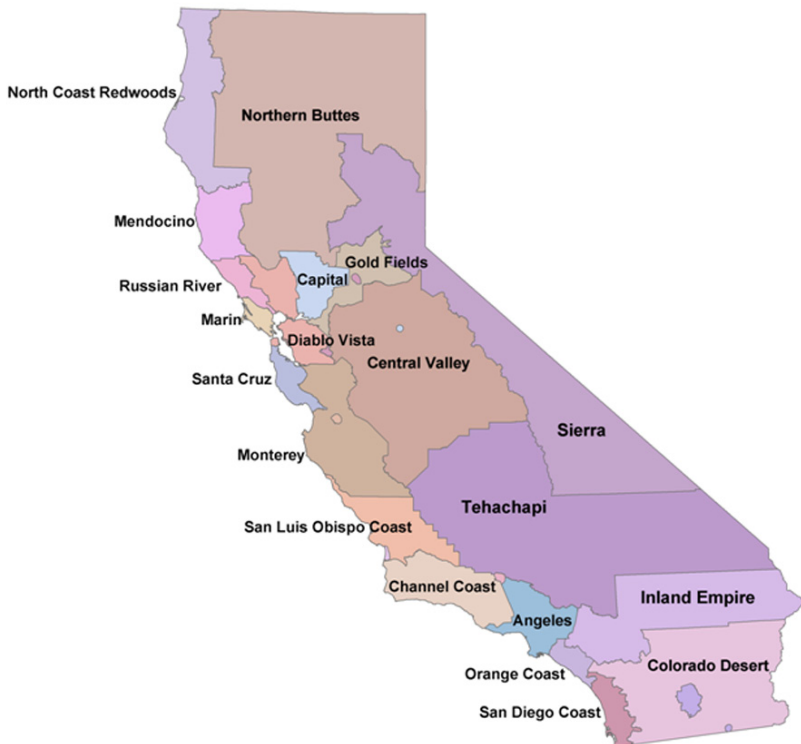 North Coast Redwoods
Northern Buttes
Mendocino
Gold Fields
Capital
Russian River
Marin
Diablo Vista
Central Valley
Santa Cruz
Sierra
Monterey
Tehachapi
San Luis Obispo Coast
Channel Coast
Inland Empire
Angeles
Colorado Desert
Orange Coast
San Diego Coast